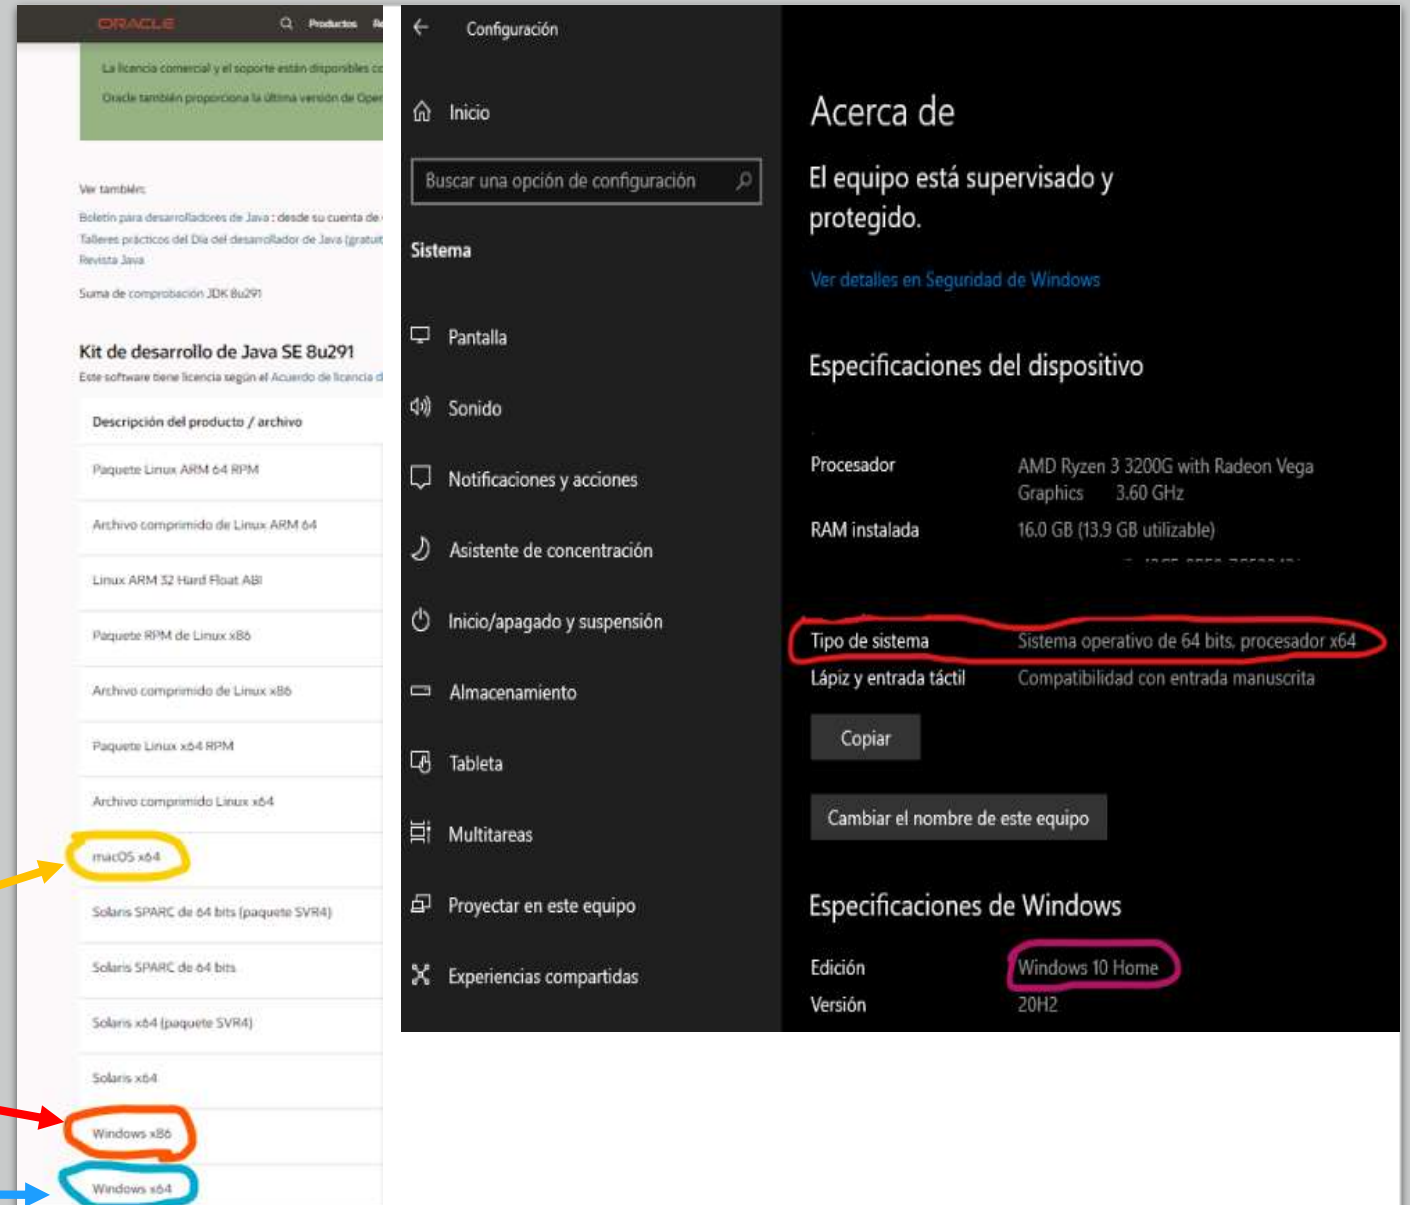 ORACLE
Productos
La licencia comercial y el soporte están disponibles
Oracle también proporciona la última versión de
Ver también:
Boletín para desarrolladores de Java : desde su cuenta de
Talleres prácticos del Día del desarrollador de Java
Revista Java
Suma de comprobación JDK 8u291
Kit de desarrollo de Java SE 8u291
Este software tiene licencia según el Acuerdo de licencia
Descripción del producto / archivo
Paquete Linux ARM 64 RPM
Archivo comprimido de Linux ARM 64
Linux ARM 32 Hard Float ABI
Paquete RPM de Linux x86
Archivo comprimido de Linux x86
Paquete Linux x64 RPM
Archivo comprimido Linux x64
macOS x64
Solaris SPARC de 64 bits (paquete SVR4)
Solaris SPARC de 64 bits
Solaris x64 (paquete SVR4)
Solaris x64
Windows x86
Windows x64
Configuración
Inicio
Buscar una opción de configuración
Sistema
Pantalla
Sonido
Notificaciones y acciones
Asistente de concentración
Inicio/apagado y suspensión
Almacenamiento
Tableta
Multitareas
Proyectar en este equipo
Experiencias compartidas
Acerca de
El equipo está supervisado y
protegido.
Ver detalles en Seguridad de Windows
Especificaciones del dispositivo
Procesador AMD Ryzen 3 3200G with Radeon Vega
Graphics 3.60 GHz
RAM instalada 16.0 GB (13.9 GB utilizable)
Tipo de sistema Sistema operativo de 64 bits, procesador x64
Lápiz y entrada táctil Compatibilidad con entrada manuscrita
Copiar
Cambiar el nombre de este equipo
Especificaciones de Windows
Edición Windows 10 Home
Versión 20H2